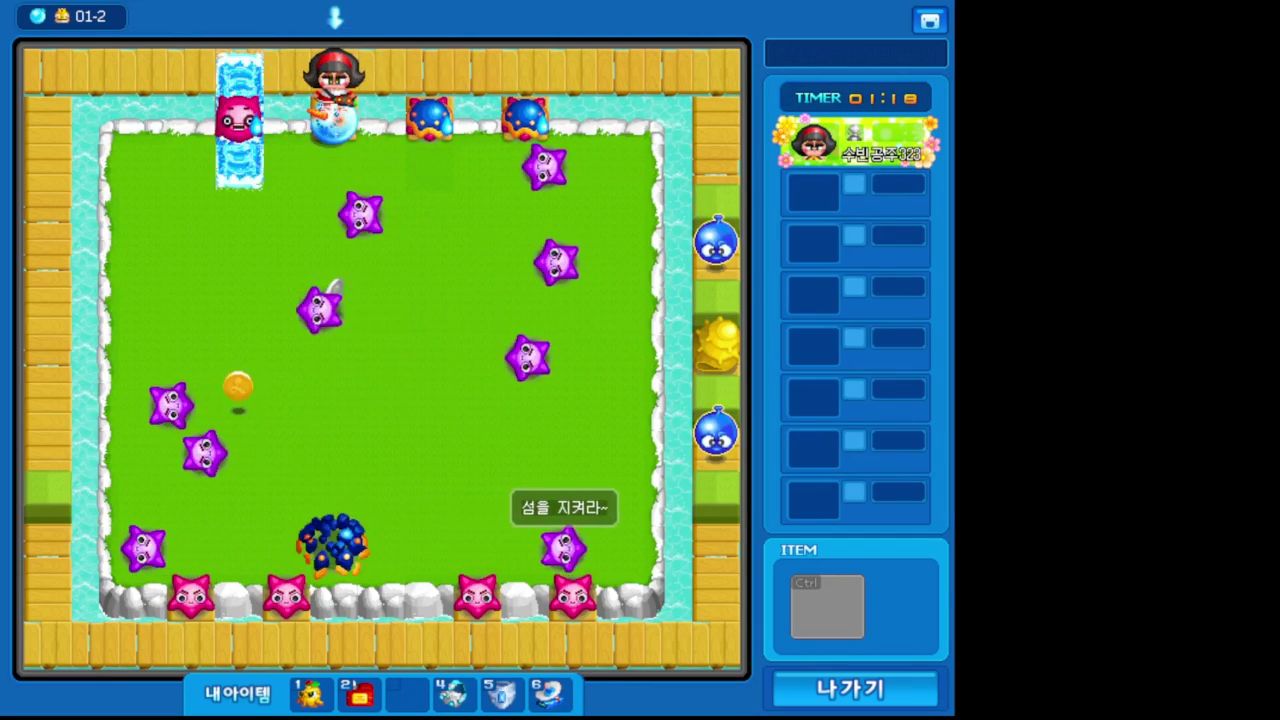 01-2
TIMER 01:18
수빈공주323
섬을 지켜라~
ITEM
Ctrl
내 아이템
1
2
4
5
6
나가기